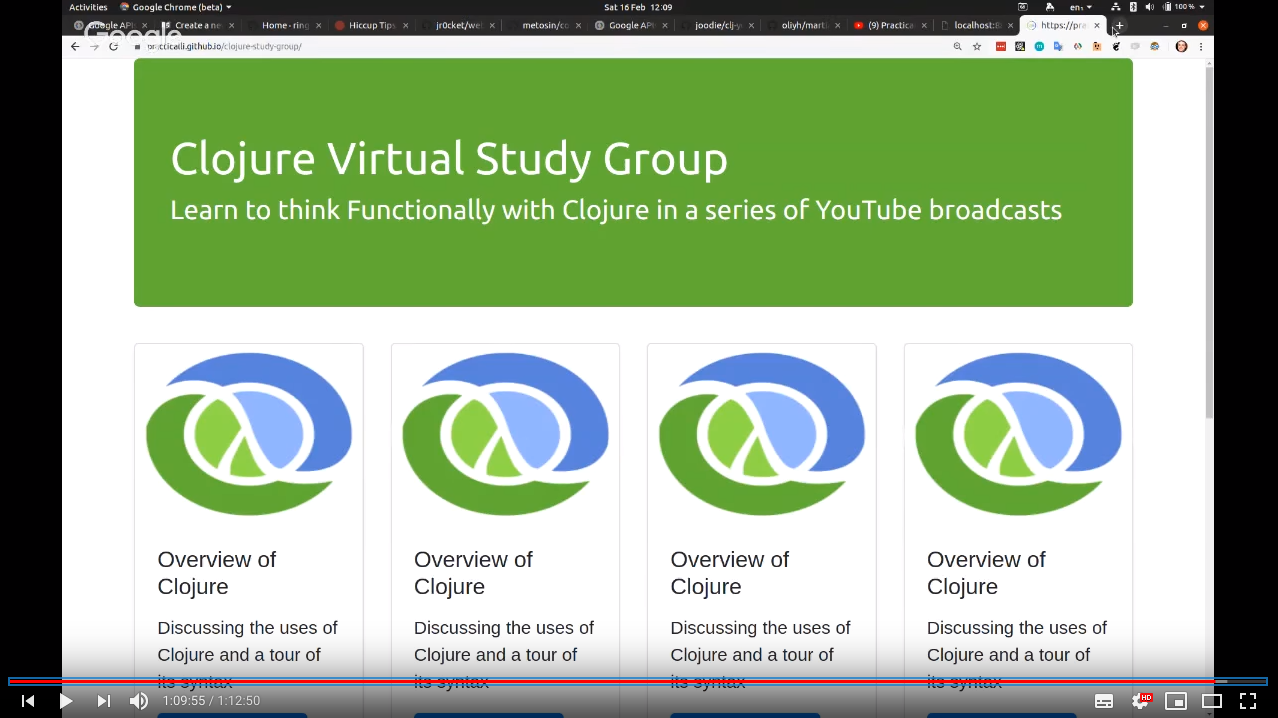 Activities Google Chrome (beta) Sat 16 Feb 12:09 en 100 %
Google API Create a ne Home · ring Hiccup Tips jr0cket/we metosin/co Google API joodie/clj- oliyh/marti (9) Practica localhost:8 https://pra
Google
practicalli.github.io/clojure-study-group/
Clojure Virtual Study Group
Learn to think Functionally with Clojure in a series of YouTube broadcasts
Overview of
Clojure
Discussing the uses of
Clojure and a tour of
its syntax
Overview of
Clojure
Discussing the uses of
Clojure and a tour of
its syntax
Overview of
Clojure
Discussing the uses of
Clojure and a tour of
its syntax
Overview of
Clojure
Discussing the uses of
Clojure and a tour of
its syntax
1:09:55 / 1:12:50
HD